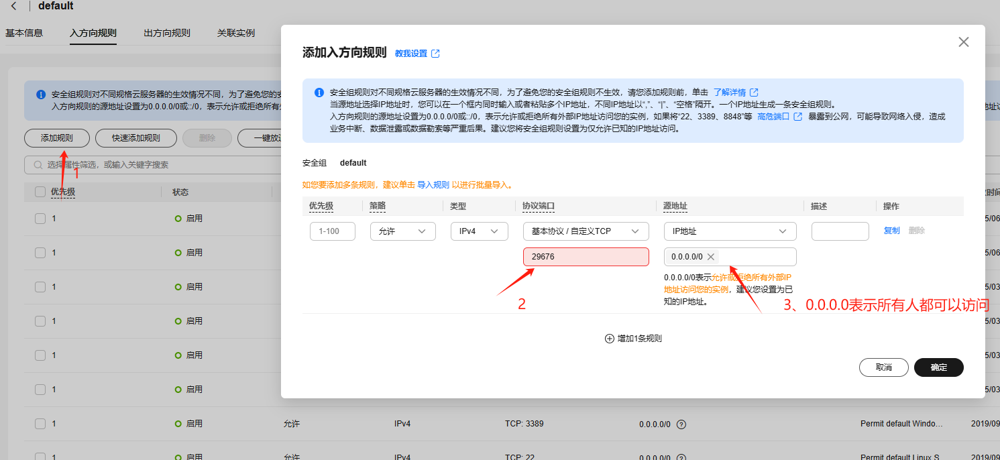 default
基本信息 入方向规则 出方向规则 关联实例
安全组规则对不同规格云服务器的生效情况不同，为了避免您的安
入方向规则的源地址设置为0.0.0.0/0或::/0，表示允许或拒绝所有
添加规则 快速添加规则 删除 一键放
选择属性筛选，或输入关键字搜索
1
优先级 状态
1 启用
1 启用
1 启用
1 启用
1 启用
1 启用
1 启用 允许 IPv4 TCP: 3389 0.0.0.0/0 Permit default Windo... 2019/09
1 启用 允许 IPv4 TCP: 22 0.0.0.0/0 Permit default Linux S 2019/09
添加入方向规则 教我设置
安全组规则对不同规格云服务器的生效情况不同，为了避免您的安全组规则不生效，请您添加规则前，单击 了解详情
当源地址选择IP地址时，您可以在一个框内同时输入或者粘贴多个IP地址，不同IP地址以“,”、“|”、“空格”隔开。一个IP地址生成一条安全组规则。
入方向规则的源地址设置为0.0.0.0/0或::/0，表示允许或拒绝所有外部IP地址访问您的实例，如果将“22、3389、8848”等 高危端口 暴露到公网，可能导致网络入侵，造成
业务中断、数据泄露或数据勒索等严重后果。建议您将安全组规则设置为仅允许已知的IP地址访问。
安全组 default
如您要添加多条规则，建议单击 导入规则 以进行批量导入。
优先级 策略 类型 协议端口 源地址 描述 操作
1-100 允许 IPv4 基本协议 / 自定义TCP IP地址 复制 删除
29676 0.0.0.0/0
0.0.0.0/0表示允许或拒绝所有外部IP
地址访问您的实例，建议您设置为已
知的IP地址。
2
3、0.0.0.0表示所有人都可以访问
增加1条规则
取消 确定